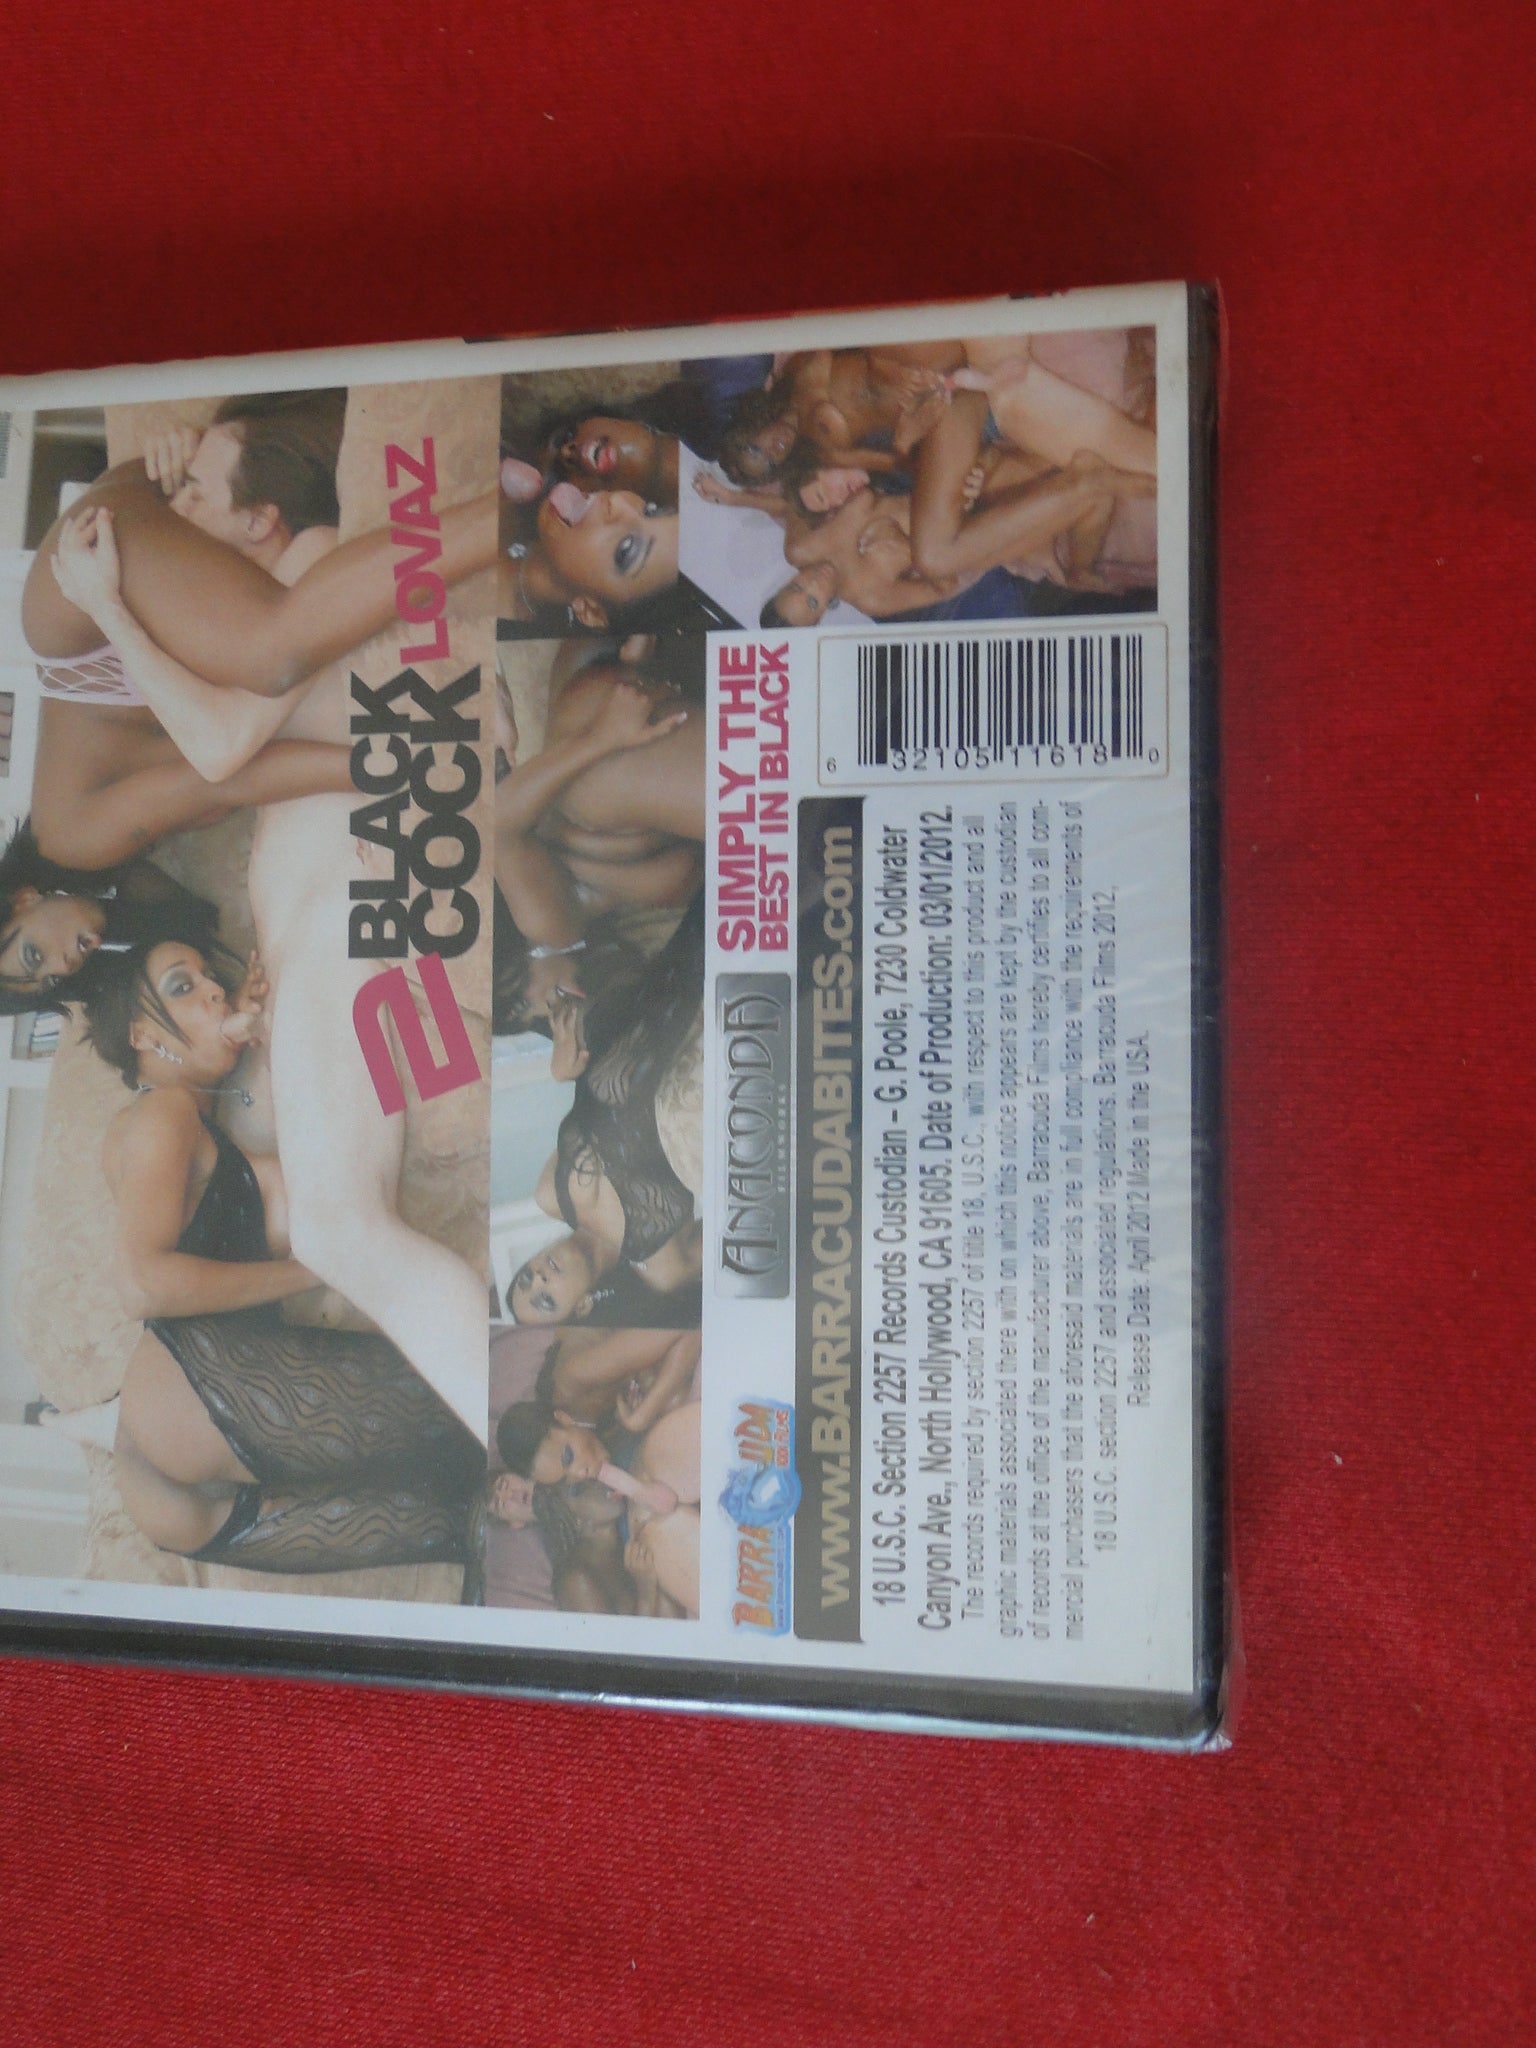 2 BLACK
COCK
LOVAZ
SIMPLY THE
BEST IN BLACK
ANACONDA
FILMWORKS
www.BARRACUDABITES.com
18 U.S.C. Section 2257 Records Custodian – G. Poole, 7230 Coldwater
Canyon Ave., North Hollywood, CA 91605. Date of Production: 03/01/2012.
The records required by section 2257 of title 18, U.S.C., with respect to this product and all
graphic materials associated there with on which this notice appears are kept by the custodian
of records at the office of the manufacturer above, Barracuda Films hereby certifies to all com-
mercial purchasers that the aforesaid materials are in full compliance with the requirements of
18 U.S.C. section 2257 and associated regulations. Barracuda Films 2012,
Release Date: April 2012 Made in the USA.
6 32105 11618 0